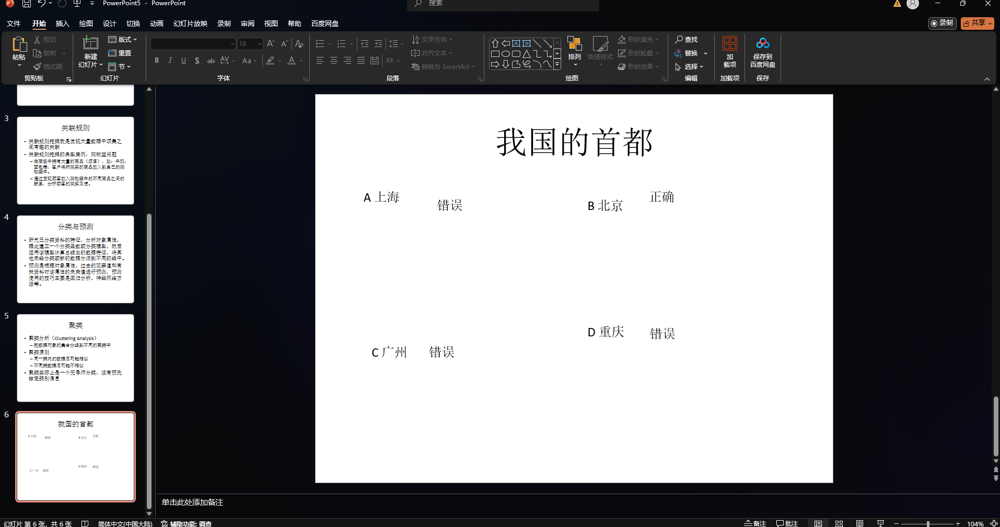 PowerPoint5 - PowerPoint
搜索
文件 开始 插入 绘图 设计 切换 动画 幻灯片放映 录制 审阅 视图 帮助 百度网盘
录制 共享
粘贴
剪切
复制
格式刷
剪贴板
新建
幻灯片
版式
重置
节
幻灯片
18
B I U S ab AV Aa A
字体
文字方向
对齐文本
转换为 SmartArt
段落
排列
快速样式
形状填充
形状轮廓
形状效果
绘图
查找
替换
选择
编辑
加
载项
加载项
保存到
百度网盘
保存
3
关联规则
• 关联规则挖掘就是发现大量数据中项集之
间有趣的关联
• 关联规则挖掘的典型案例：购物篮问题
– 在商场中拥有大量的商品（项目），如：牛奶、
面包等，客户将所购买的商品放入到自己的购
物篮中。
– 通过发现顾客放入购物篮中的不同商品之间的
联系，分析顾客的购买习惯。
4
分类与预测
• 研究已分类资料的特征，分析对象属性，
据此建立一个分类函数或分类模型，然后
运用该模型计算总结出的数据特征，将其
他未经分类或新的数据分派到不同的组中。
• 预测是根据对象属性、过去的观察值和有
关资料对该属性的未来值进行预测，预测
使用的技巧主要是回归分析、神经网络方
法等。
5
聚类
• 聚类分析（Clustering Analysis）
– 把数据对象的集合分组到不同的聚类中
• 聚类原则
– 同一类内的数据尽可能相似
– 不同类数据尽可能不相似
• 聚类实际上是一个无导师分类：没有预先
给定类别信息
6
我国的首都
A 上海 错误 B 北京 正确
D 重庆 错误
C 广州 错误
我国的首都
A 上海 错误 B 北京 正确
D 重庆 错误
C 广州 错误
单击此处添加备注
幻灯片 第 6 张，共 6 张 简体中文(中国大陆) 辅助功能: 调查
备注 批注 104%